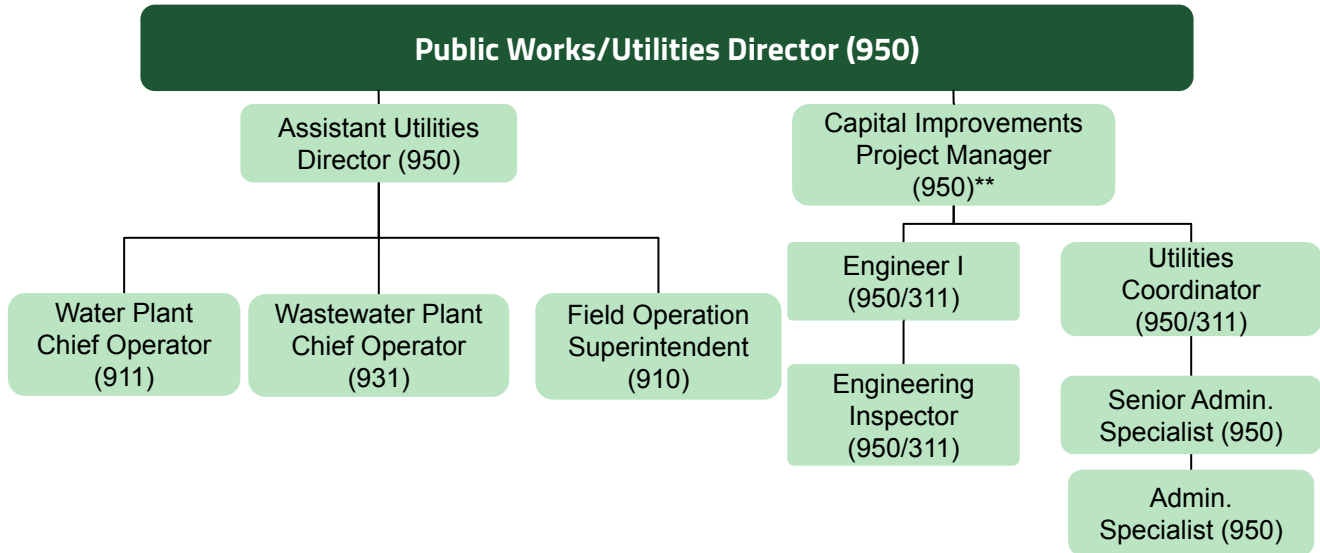 Public Works/Utilities Director (950)
Assistant Utilities
Director (950)
Capital Improvements
Project Manager
(950)**
Water Plant
Chief Operator
(911)
Wastewater Plant
Chief Operator
(931)
Field Operation
Superintendent
(910)
Engineer I
(950/311)
Utilities
Coordinator
(950/311)
Engineering
Inspector
(950/311)
Senior Admin.
Specialist (950)
Admin.
Specialist (950)